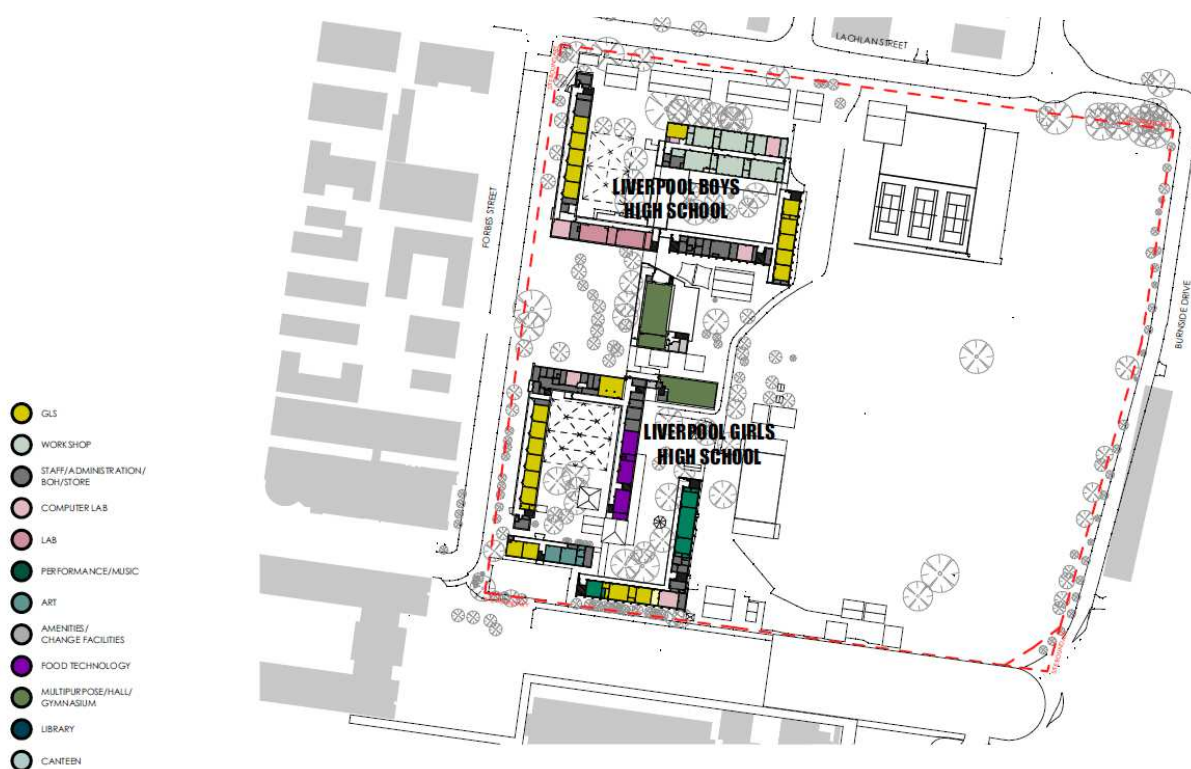 LACHLAN STREET
FORBES STREET
BURNSIDE DRIVE
LIVERPOOL BOYS
HIGH SCHOOL
LIVERPOOL GIRLS
HIGH SCHOOL
GLS
WORKSHOP
STAFF/ADMINISTRATION/
BOH/STORE
COMPUTER LAB
LAB
PERFORMANCE/MUSIC
ART
AMENITIES/
CHANGE FACILITIES
FOOD TECHNOLOGY
MULTIPURPOSE/HALL/
GYMNASIUM
LIBRARY
CANTEEN